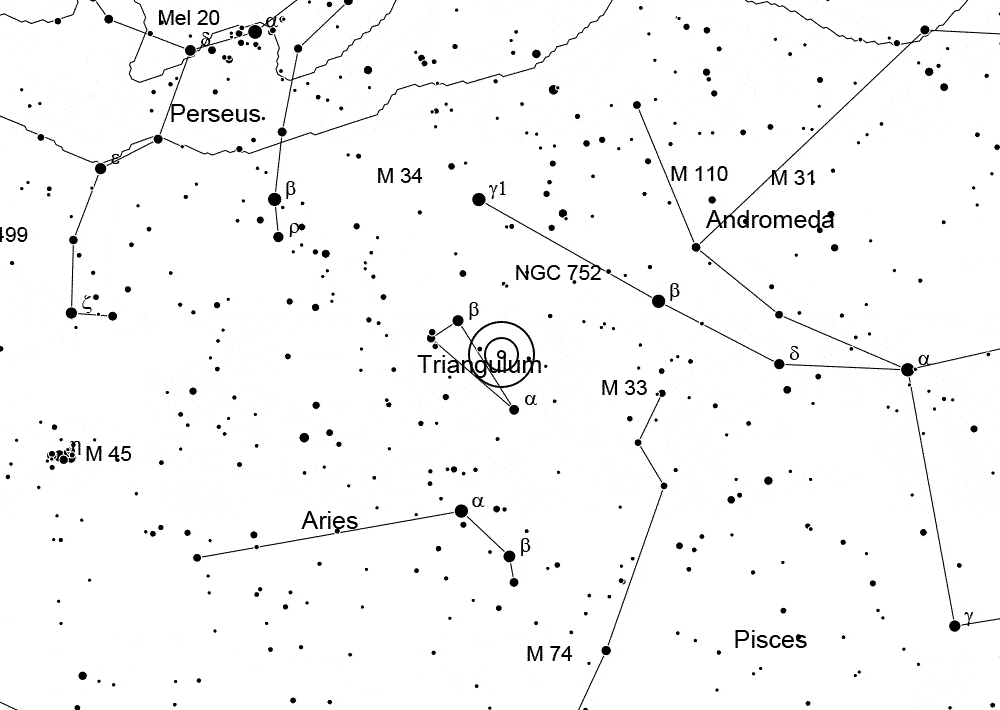 Mel 20
α
δ
Perseus
ε
M 34
M 110
M 31
β
γ1
Andromeda
ρ
499
NGC 752
β
ζ
β
δ
α
Triangulum
M 33
α
η
M 45
α
Aries
β
γ
M 74
Pisces